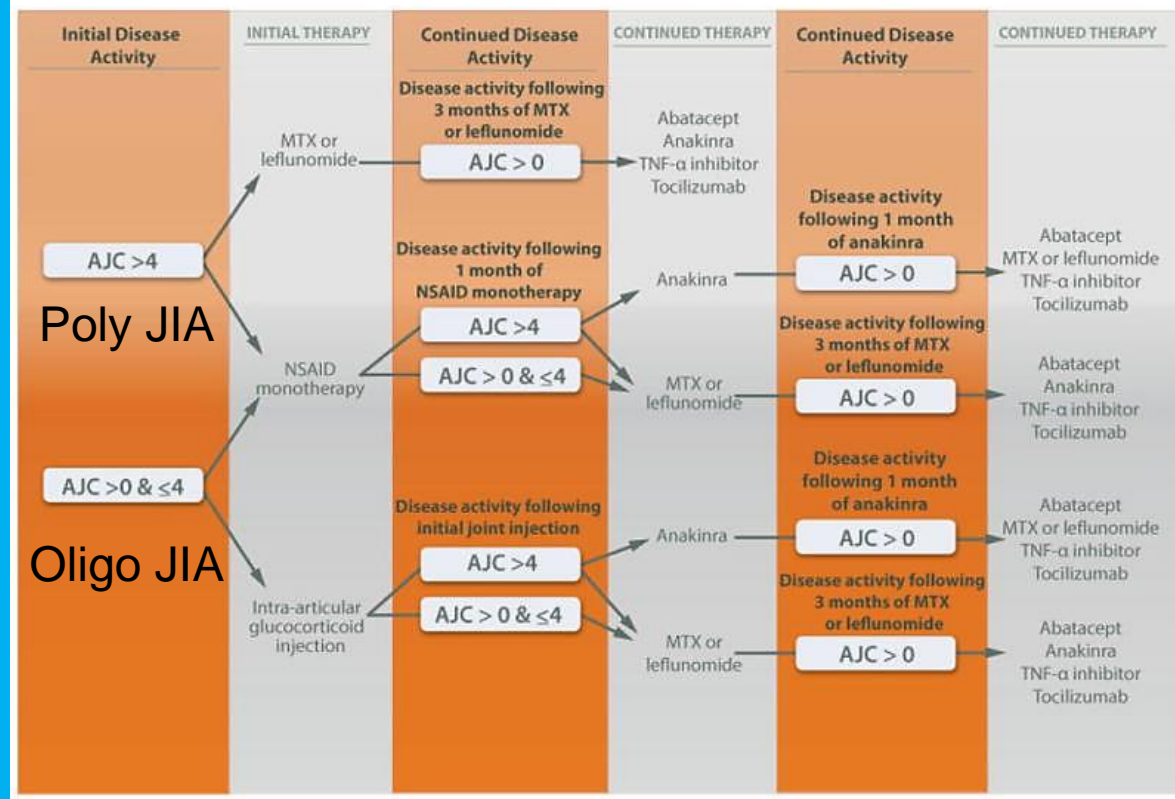 Initial Disease
Activity
INITIAL THERAPY
Continued Disease
Activity
CONTINUED THERAPY
Continued Disease
Activity
CONTINUED THERAPY
AJC >4
Poly JIA
AJC >0 & ≤4
Oligo JIA
MTX or
leflunomide
NSAID
monotherapy
Intra-articular
glucocorticoid
injection
Disease activity following
3 months of MTX
or leflunomide
AJC > 0
Disease activity following
1 month of
NSAID monotherapy
AJC >4
AJC > 0 & ≤4
Disease activity following
initial joint injection
AJC >4
AJC > 0 & ≤4
Abatacept
Anakinra
TNF-α inhibitor
Tocilizumab
Anakinra
MTX or
leflunomide
Anakinra
MTX or
leflunomide
Disease activity
following 1 month
of anakinra
AJC > 0
Disease activity following
3 months of MTX
or leflunomide
AJC > 0
Disease activity
following 1 month
of anakinra
AJC > 0
Disease activity following
3 months of MTX
or leflunomide
AJC > 0
Abatacept
MTX or leflunomide
TNF-α inhibitor
Tocilizumab
Abatacept
Anakinra
TNF-α inhibitor
Tocilizumab
Abatacept
MTX or leflunomide
TNF-α inhibitor
Tocilizumab
Abatacept
Anakinra
TNF-α inhibitor
Tocilizumab